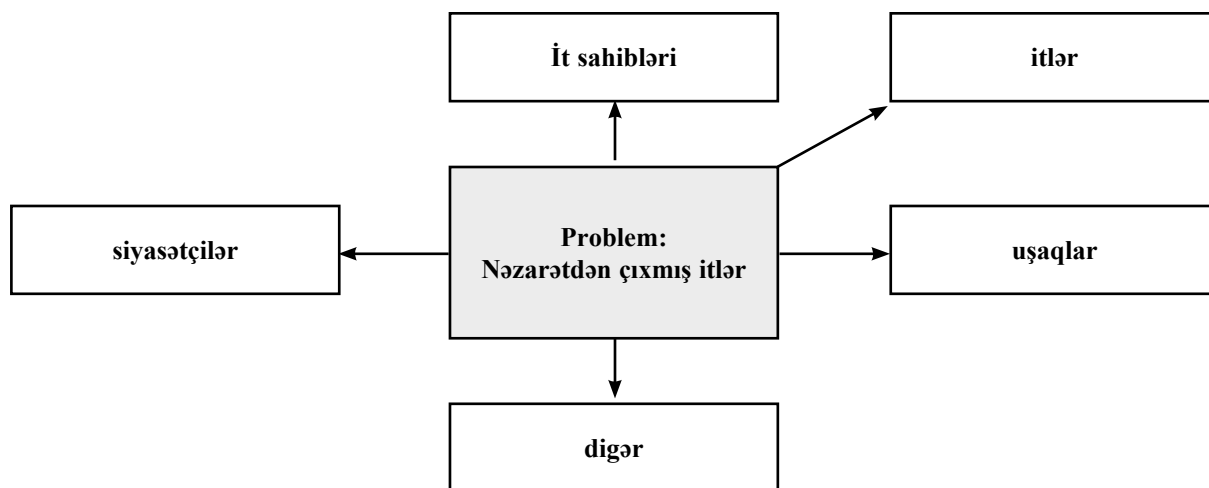 İt sahibləri
itlər
siyasətçilər
Problem:
Nəzarətdən çıxmış itlər
uşaqlar
digər